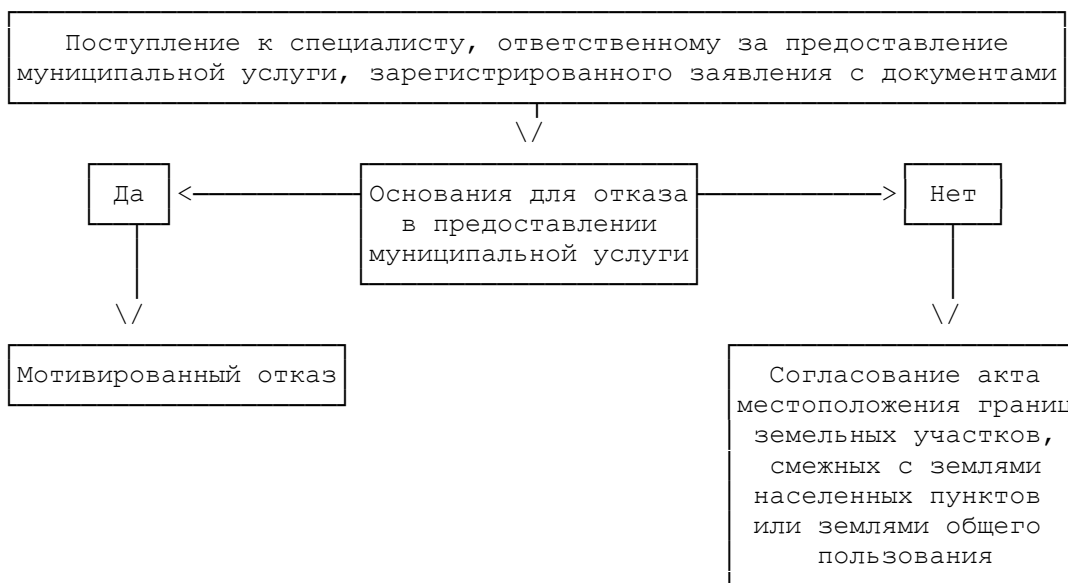 Поступление к специалисту, ответственному за предоставление
муниципальной услуги, зарегистрированного заявления с документами
Да
Основания для отказа
в предоставлении
муниципальной услуги
Нет
Мотивированный отказ
Согласование акта
местоположения границ
земельных участков,
смежных с землями
населенных пунктов
или землями общего
пользования